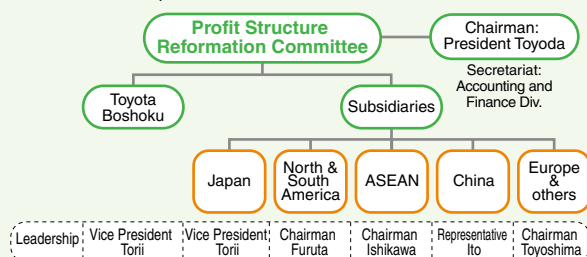 Profit Structure
Reformation Committee
Chairman:
President Toyoda
Secretariat:
Accounting and
Finance Div.
Toyota
Boshoku
Subsidiaries
Japan
North &
South
America
ASEAN
China
Europe
&
others
Leadership
Vice President
Torii
Vice President
Torii
Chairman
Furuta
Chairman
Ishikawa
Representative
Ito
Chairman
Toyoshima